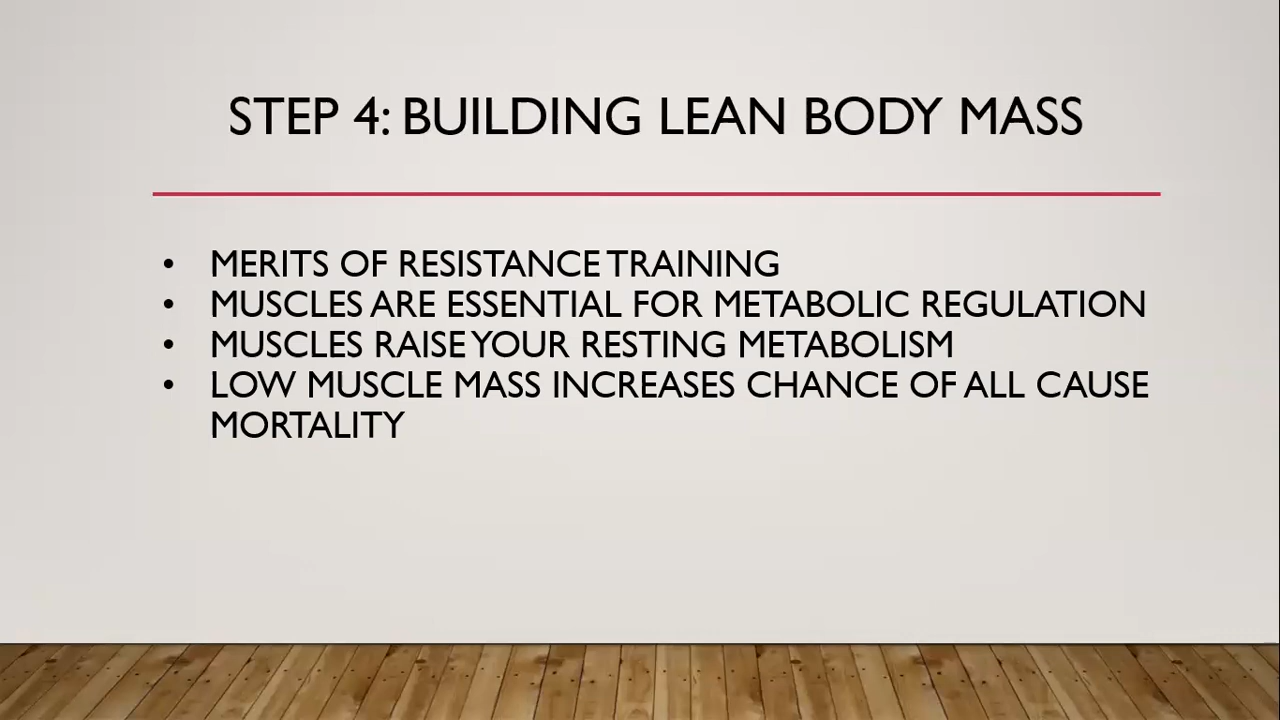 STEP 4: BUILDING LEAN BODY MASS
• MERITS OF RESISTANCE TRAINING
• MUSCLES ARE ESSENTIAL FOR METABOLIC REGULATION
• MUSCLES RAISE YOUR RESTING METABOLISM
• LOW MUSCLE MASS INCREASES CHANCE OF ALL CAUSE
MORTALITY